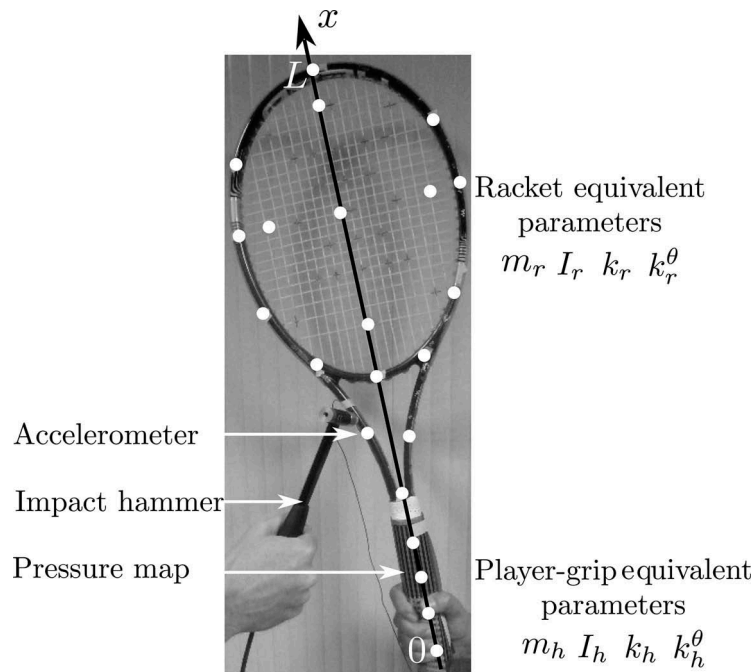 x
L
Racket equivalent
parameters
m_r I_r k_r k_r^θ
Accelerometer
Impact hammer
Pressure map
Player-grip equivalent
parameters
0
m_h I_h k_h k_h^θ